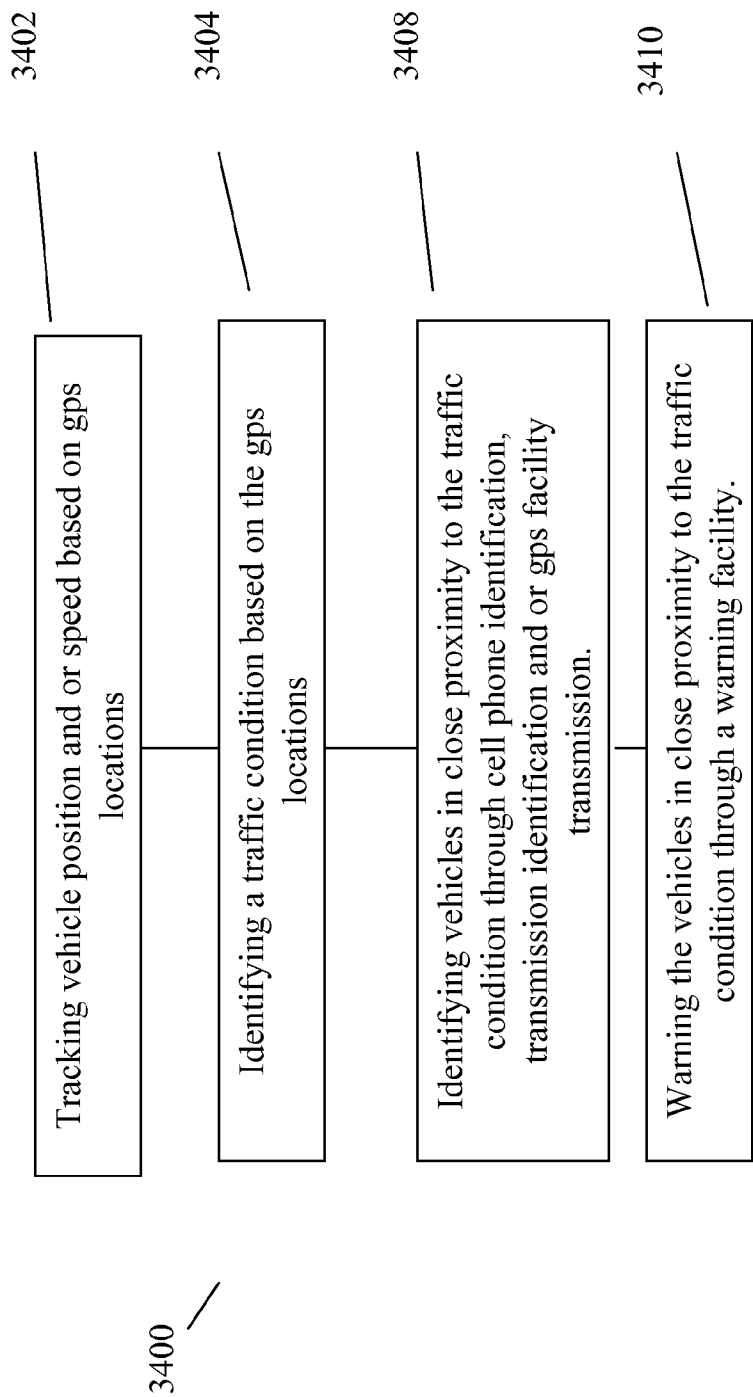 3400
Tracking vehicle position and or speed based on gps
locations
3402
Identifying a traffic condition based on the gps
locations
3404
Identifying vehicles in close proximity to the traffic
condition through cell phone identification,
transmission identification and or gps facility
transmission.
3408
Warning the vehicles in close proximity to the traffic
condition through a warning facility.
3410